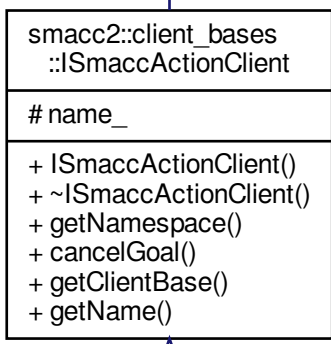 smacc2::client_bases
::ISmaccActionClient
# name_
+ ISmaccActionClient()
+ ~ISmaccActionClient()
+ getNamespace()
+ cancelGoal()
+ getClientBase()
+ getName()